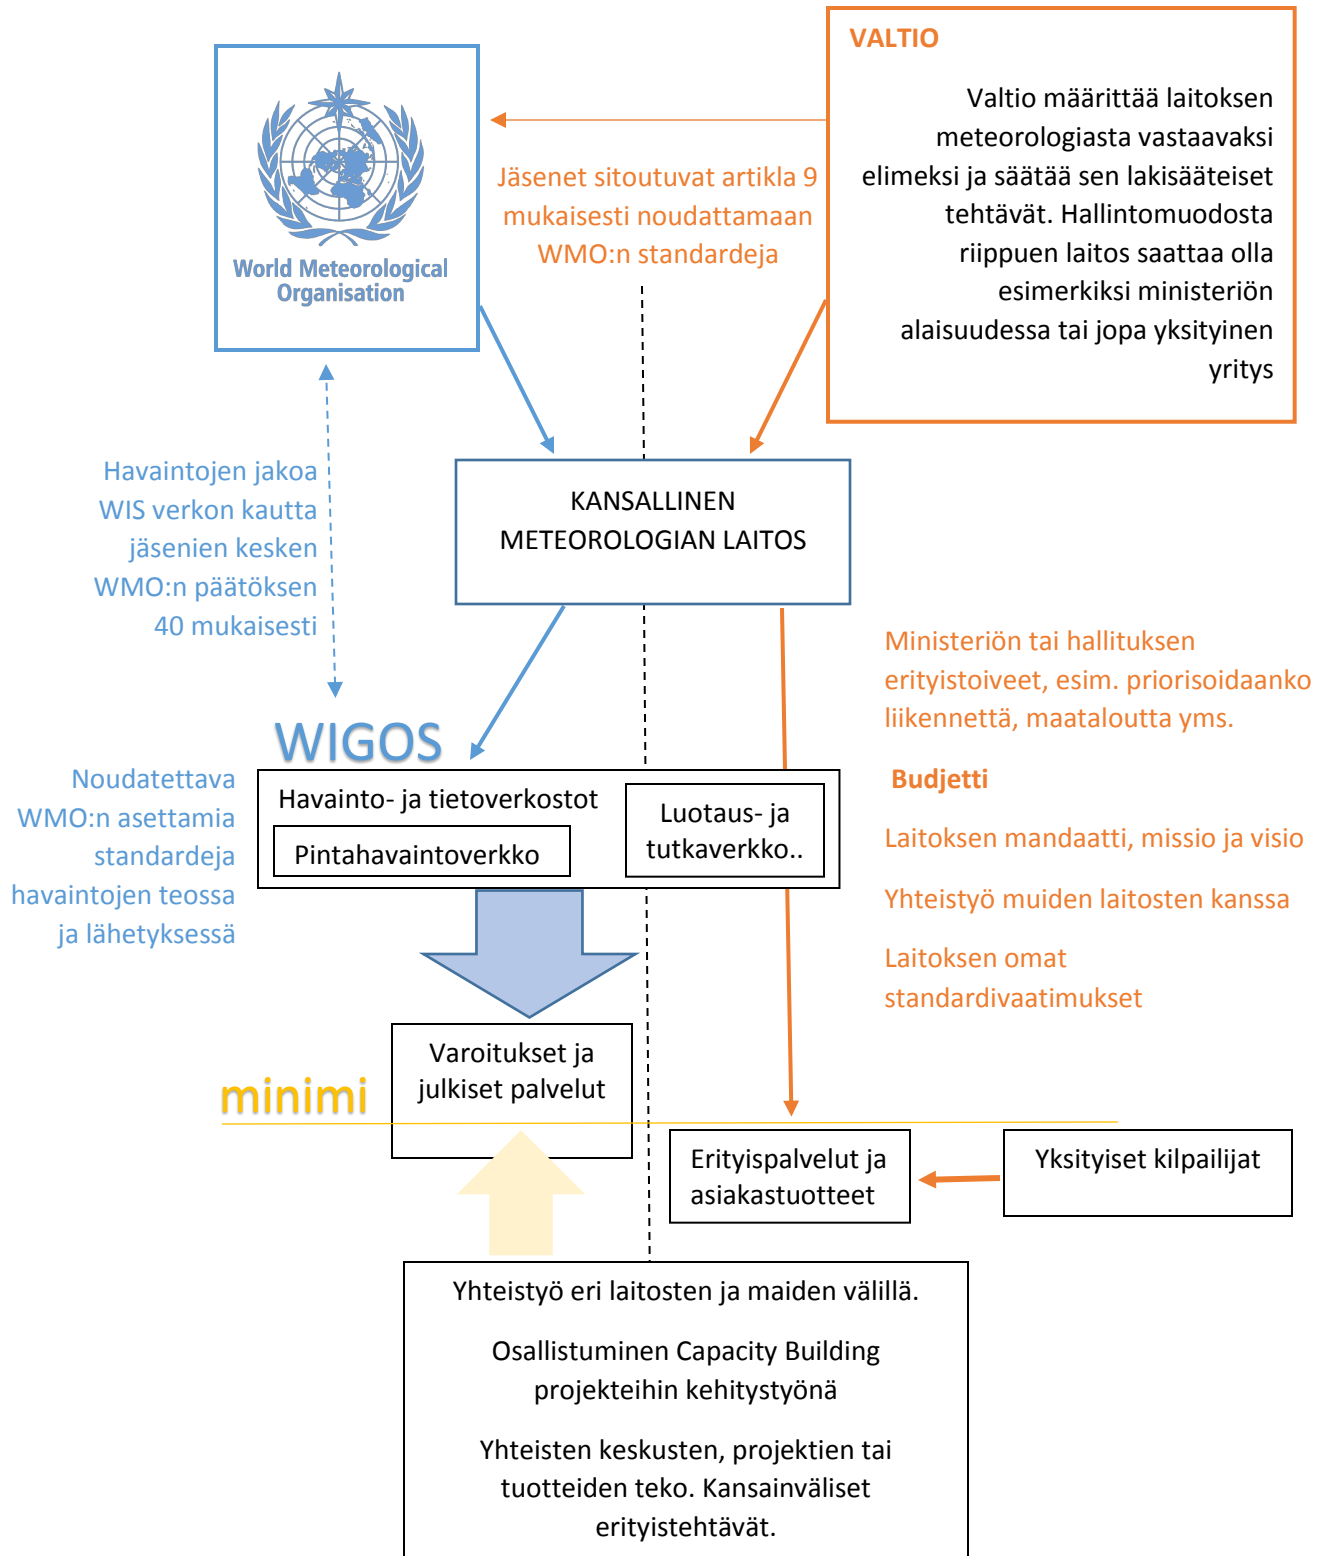 World Meteorological
Organisation
VALTIO
Valtio määrittää laitoksen
meteorologiasta vastaavaksi
elimeksi ja säätää sen lakisääteiset
tehtävät. Hallintomuodosta
riippuen laitos saattaa olla
esimerkiksi ministeriön
alaisuudessa tai jopa yksityinen
yritys
Jäsenet sitoutuvat artikla 9
mukaisesti noudattamaan
WMO:n standardeja
Havaintojen jakoa
WIS verkon kautta
jäsenien kesken
WMO:n päätöksen
40 mukaisesti
KANSALLINEN
METEOROLOGIAN LAITOS
Ministeriön tai hallituksen
erityistoiveet, esim. priorisoidaanko
liikennettä, maataloutta yms.
Budjetti
Laitoksen mandaatti, missio ja visio
Yhteistyö muiden laitosten kanssa
Laitoksen omat
standardivaatimukset
WIGOS
Noudatettava
WMO:n asettamia
standardeja
havaintojen teossa
ja lähetyksessä
Havainto- ja tietoverkostot
Pintahavaintoverkko
Luotaus- ja
tutkaverkko..
Varoitukset ja
julkiset palvelut
minimi
Erityispalvelut ja
asiakastuotteet
Yksityiset kilpailijat
Yhteistyö eri laitosten ja maiden välillä.
Osallistuminen Capacity Building
projekteihin kehitystyönä
Yhteisten keskusten, projektien tai
tuotteiden teko. Kansainväliset
erityistehtävät.